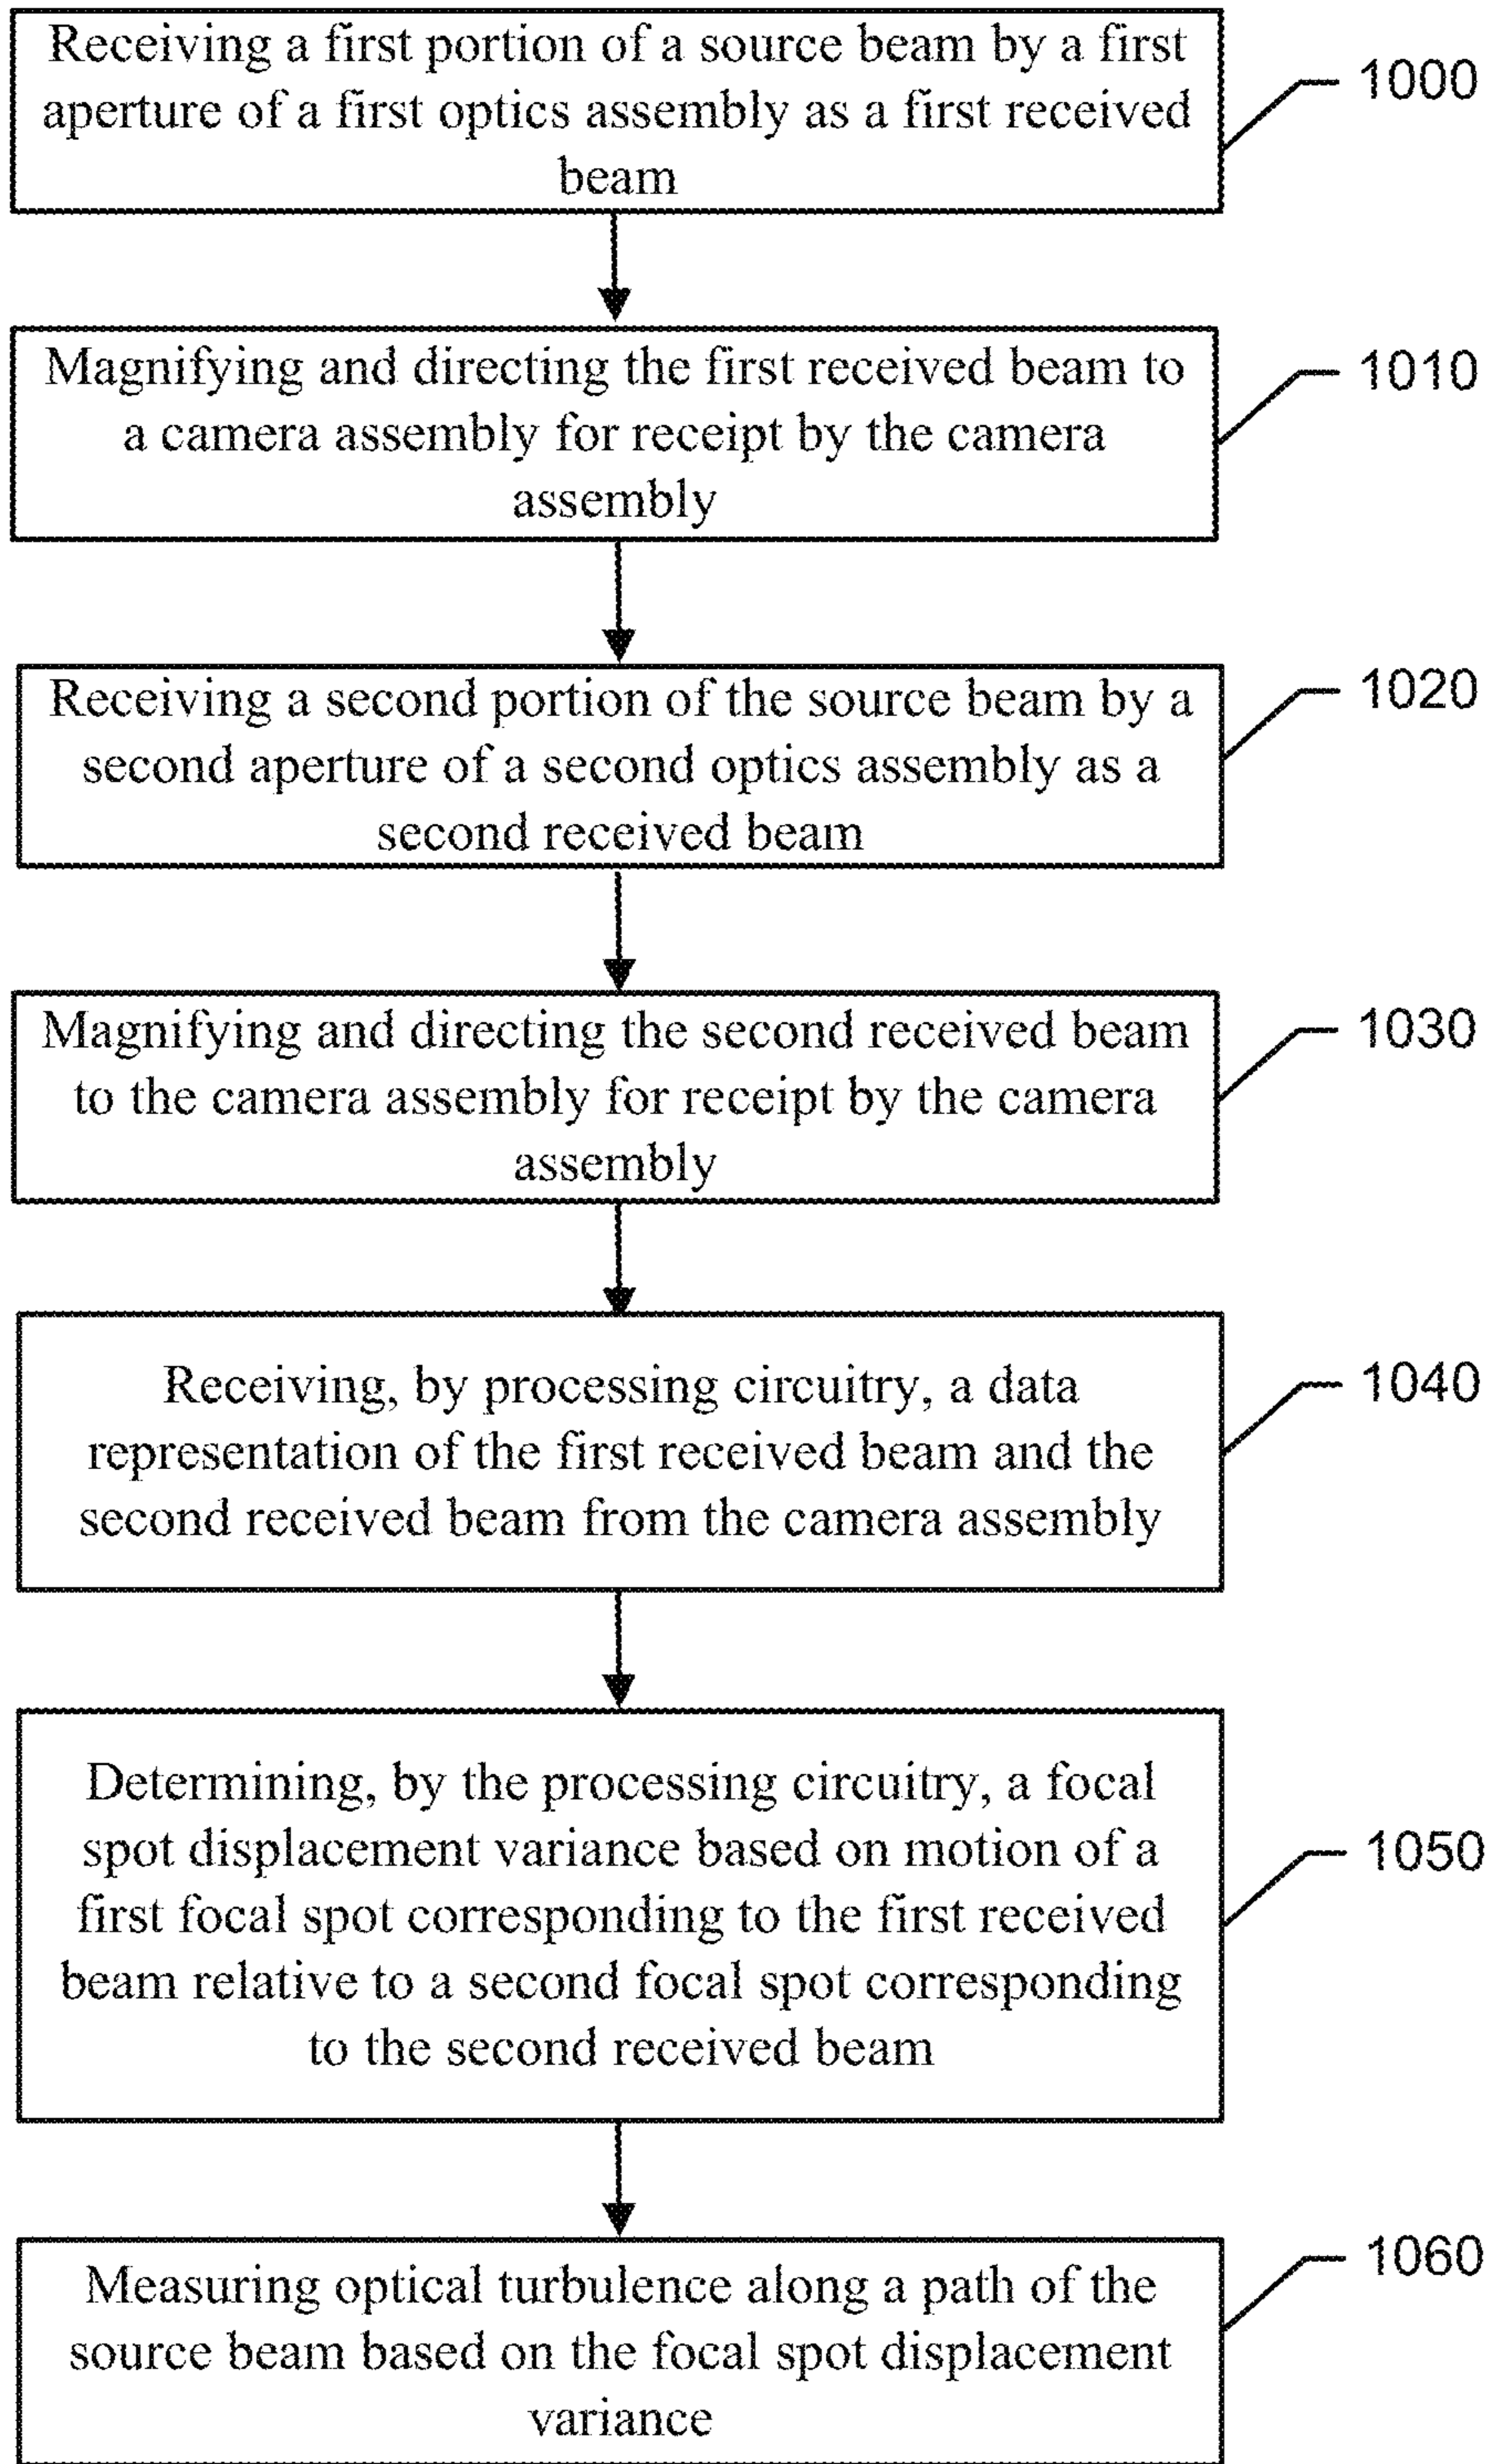 Receiving a first portion of a source beam by a first
aperture of a first optics assembly as a first received
beam
1000
Magnifying and directing the first received beam to
a camera assembly for receipt by the camera
assembly
1010
Receiving a second portion of the source beam by a
second aperture of a second optics assembly as a
second received beam
1020
Magnifying and directing the second received beam
to the camera assembly for receipt by the camera
assembly
1030
Receiving, by processing circuitry, a data
representation of the first received beam and the
second received beam from the camera assembly
1040
Determining, by the processing circuitry, a focal
spot displacement variance based on motion of a
first focal spot corresponding to the first received
beam relative to a second focal spot corresponding
to the second received beam
1050
Measuring optical turbulence along a path of the
source beam based on the focal spot displacement
variance
1060